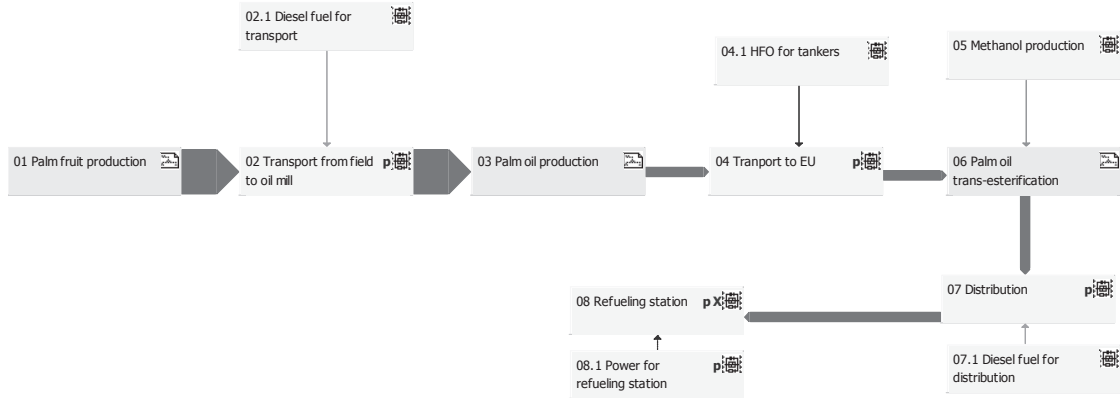 02.1 Diesel fuel for
transport
04.1 HFO for tankers
05 Methanol production
01 Palm fruit production
02 Transport from field p
to oil mill
03 Palm oil production
04 Tranport to EU p
06 Palm oil
trans-esterification
07 Distribution p
08 Refueling station p X
08.1 Power for p
refueling station
07.1 Diesel fuel for
distribution